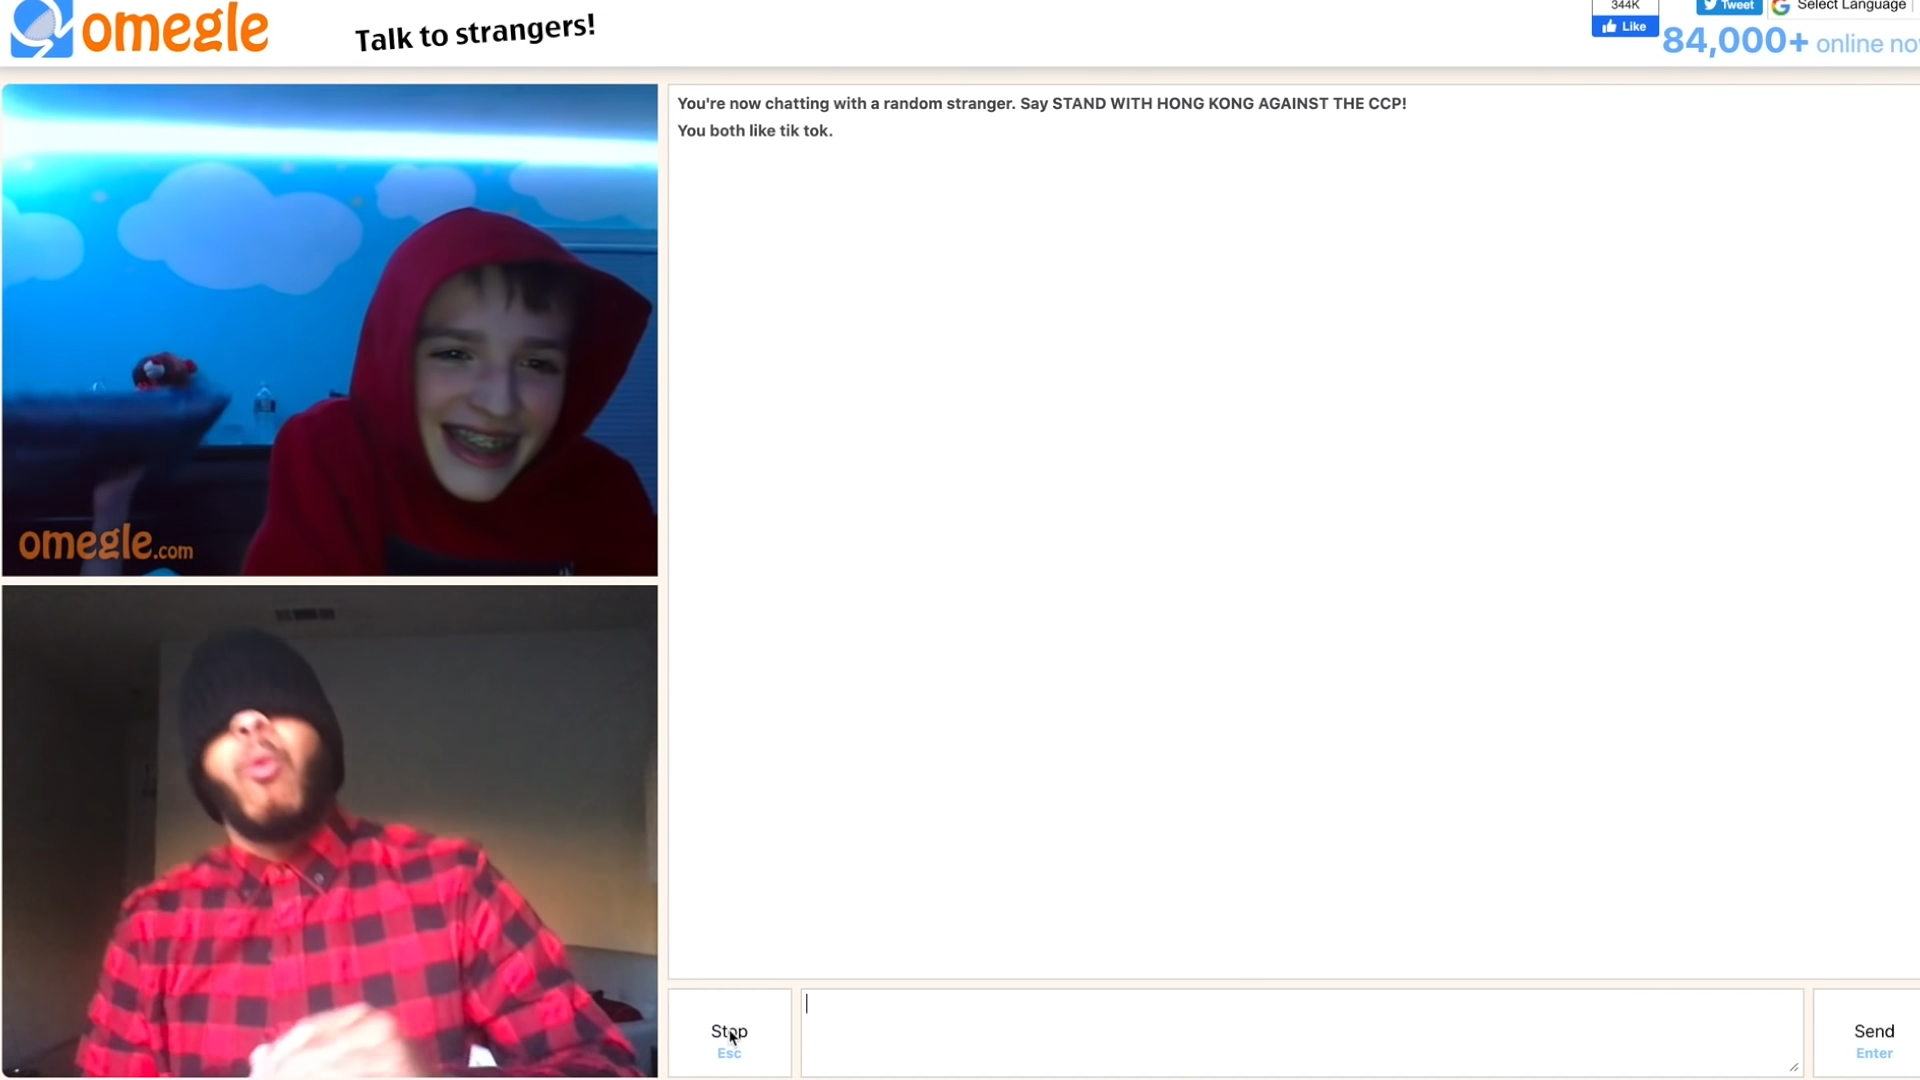 omegle
Talk to strangers!
344K
Like
Tweet
Select Language
84,000+ online no
You're now chatting with a random stranger. Say STAND WITH HONG KONG AGAINST THE CCP!
You both like tik tok.
omegle.com
Stop
Esc
Send
Enter